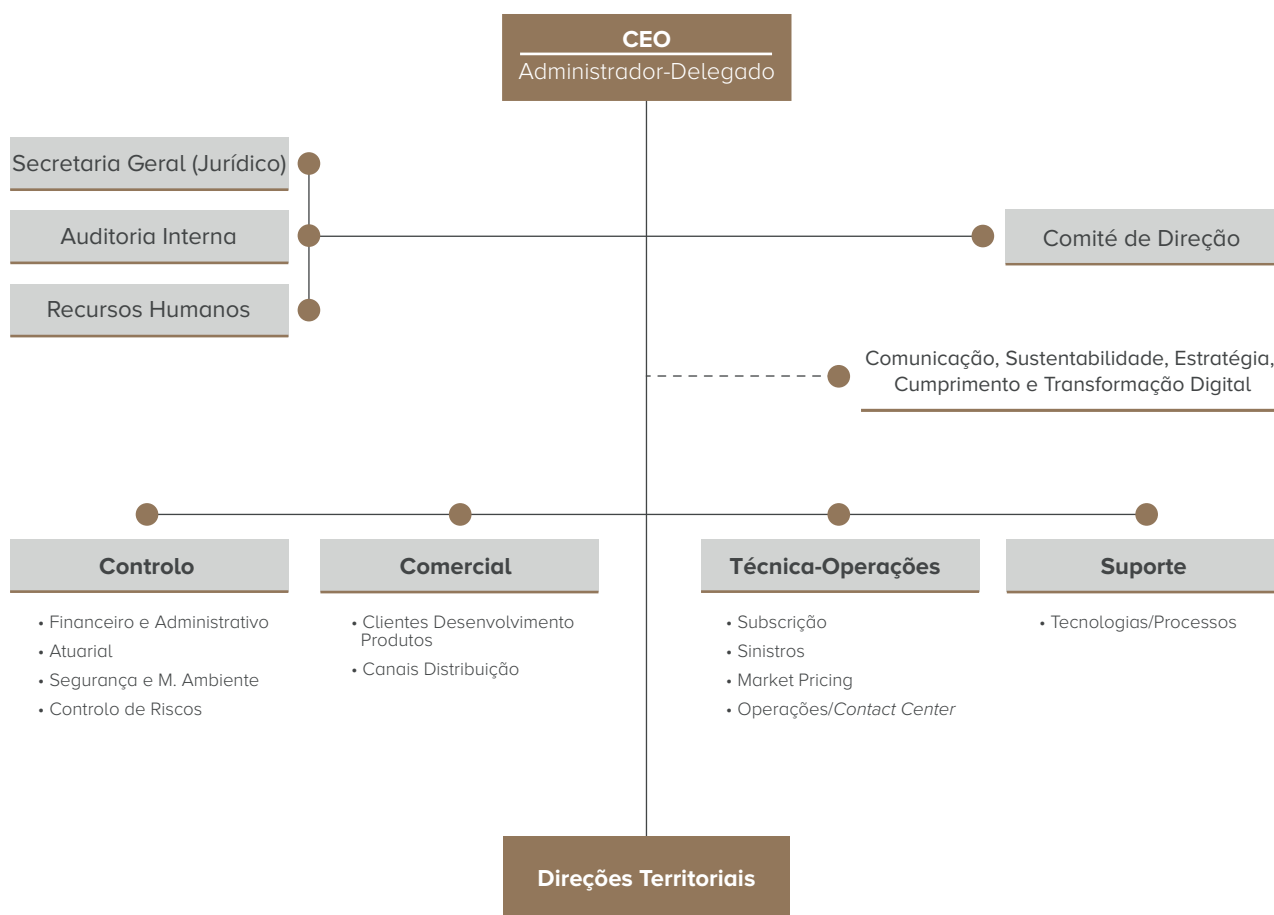 CEO
Administrador-Delegado
Secretaria Geral (Jurídico)
Auditoria Interna
Recursos Humanos
Comité de Direção
Comunicação, Sustentabilidade, Estratégia,
Cumprimento e Transformação Digital
Controlo
• Financeiro e Administrativo
• Atuarial
• Segurança e M. Ambiente
• Controlo de Riscos
Comercial
• Clientes Desenvolvimento
Produtos
• Canais Distribuição
Técnica-Operações
• Subscrição
• Sinistros
• Market Pricing
• Operações/Contact Center
Suporte
• Tecnologias/Processos
Direções Territoriais